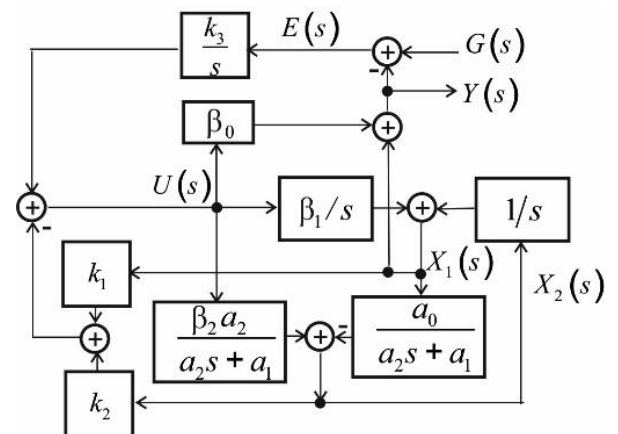 k₃/s
E(s)
G(s)
+
-
Y(s)
β₀
+
U(s)
+
-
β₁/s
+
1/s
k₁
X₁(s)
X₂(s)
β₂a₂/(a₂s + a₁)
+
-
a₀/(a₂s + a₁)
+
k₂